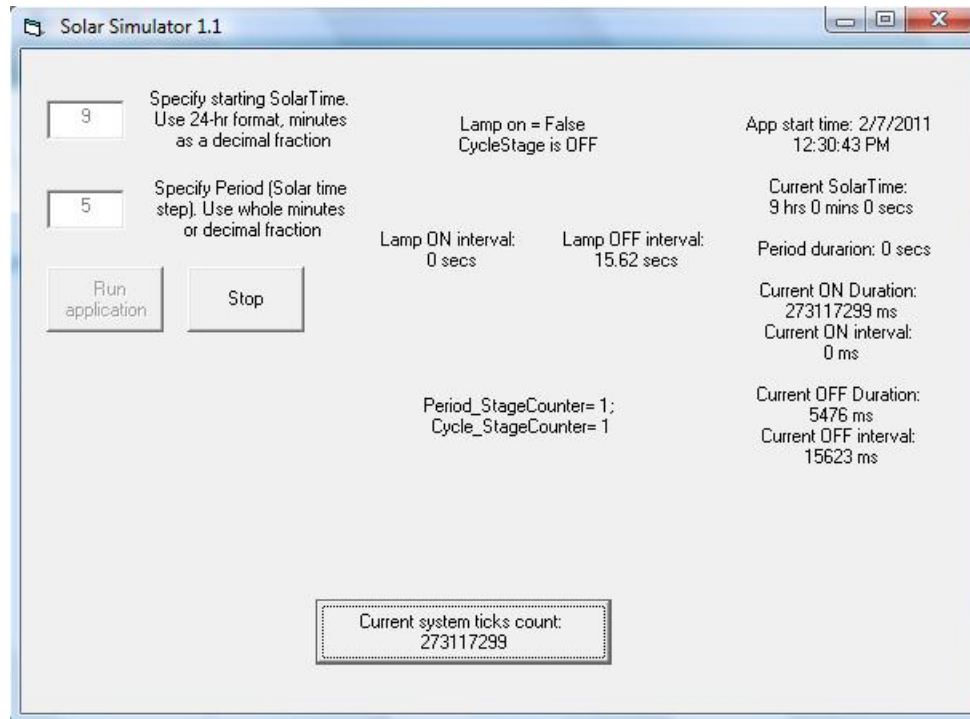 Solar Simulator 1.1
9
Specify starting SolarTime.
Use 24-hr format, minutes
as a decimal fraction
5
Specify Period (Solar time
step). Use whole minutes
or decimal fraction
Run
application
Stop
Lamp on = False
CycleStage is OFF
Lamp ON interval:
0 secs
Lamp OFF interval:
15.62 secs
Period_StageCounter= 1;
Cycle_StageCounter= 1
App start time: 2/7/2011
12:30:43 PM
Current SolarTime:
9 hrs 0 mins 0 secs
Period durarion: 0 secs
Current ON Duration:
273117299 ms
Current ON interval:
0 ms
Current OFF Duration:
5476 ms
Current OFF interval:
15623 ms
Current system ticks count:
273117299